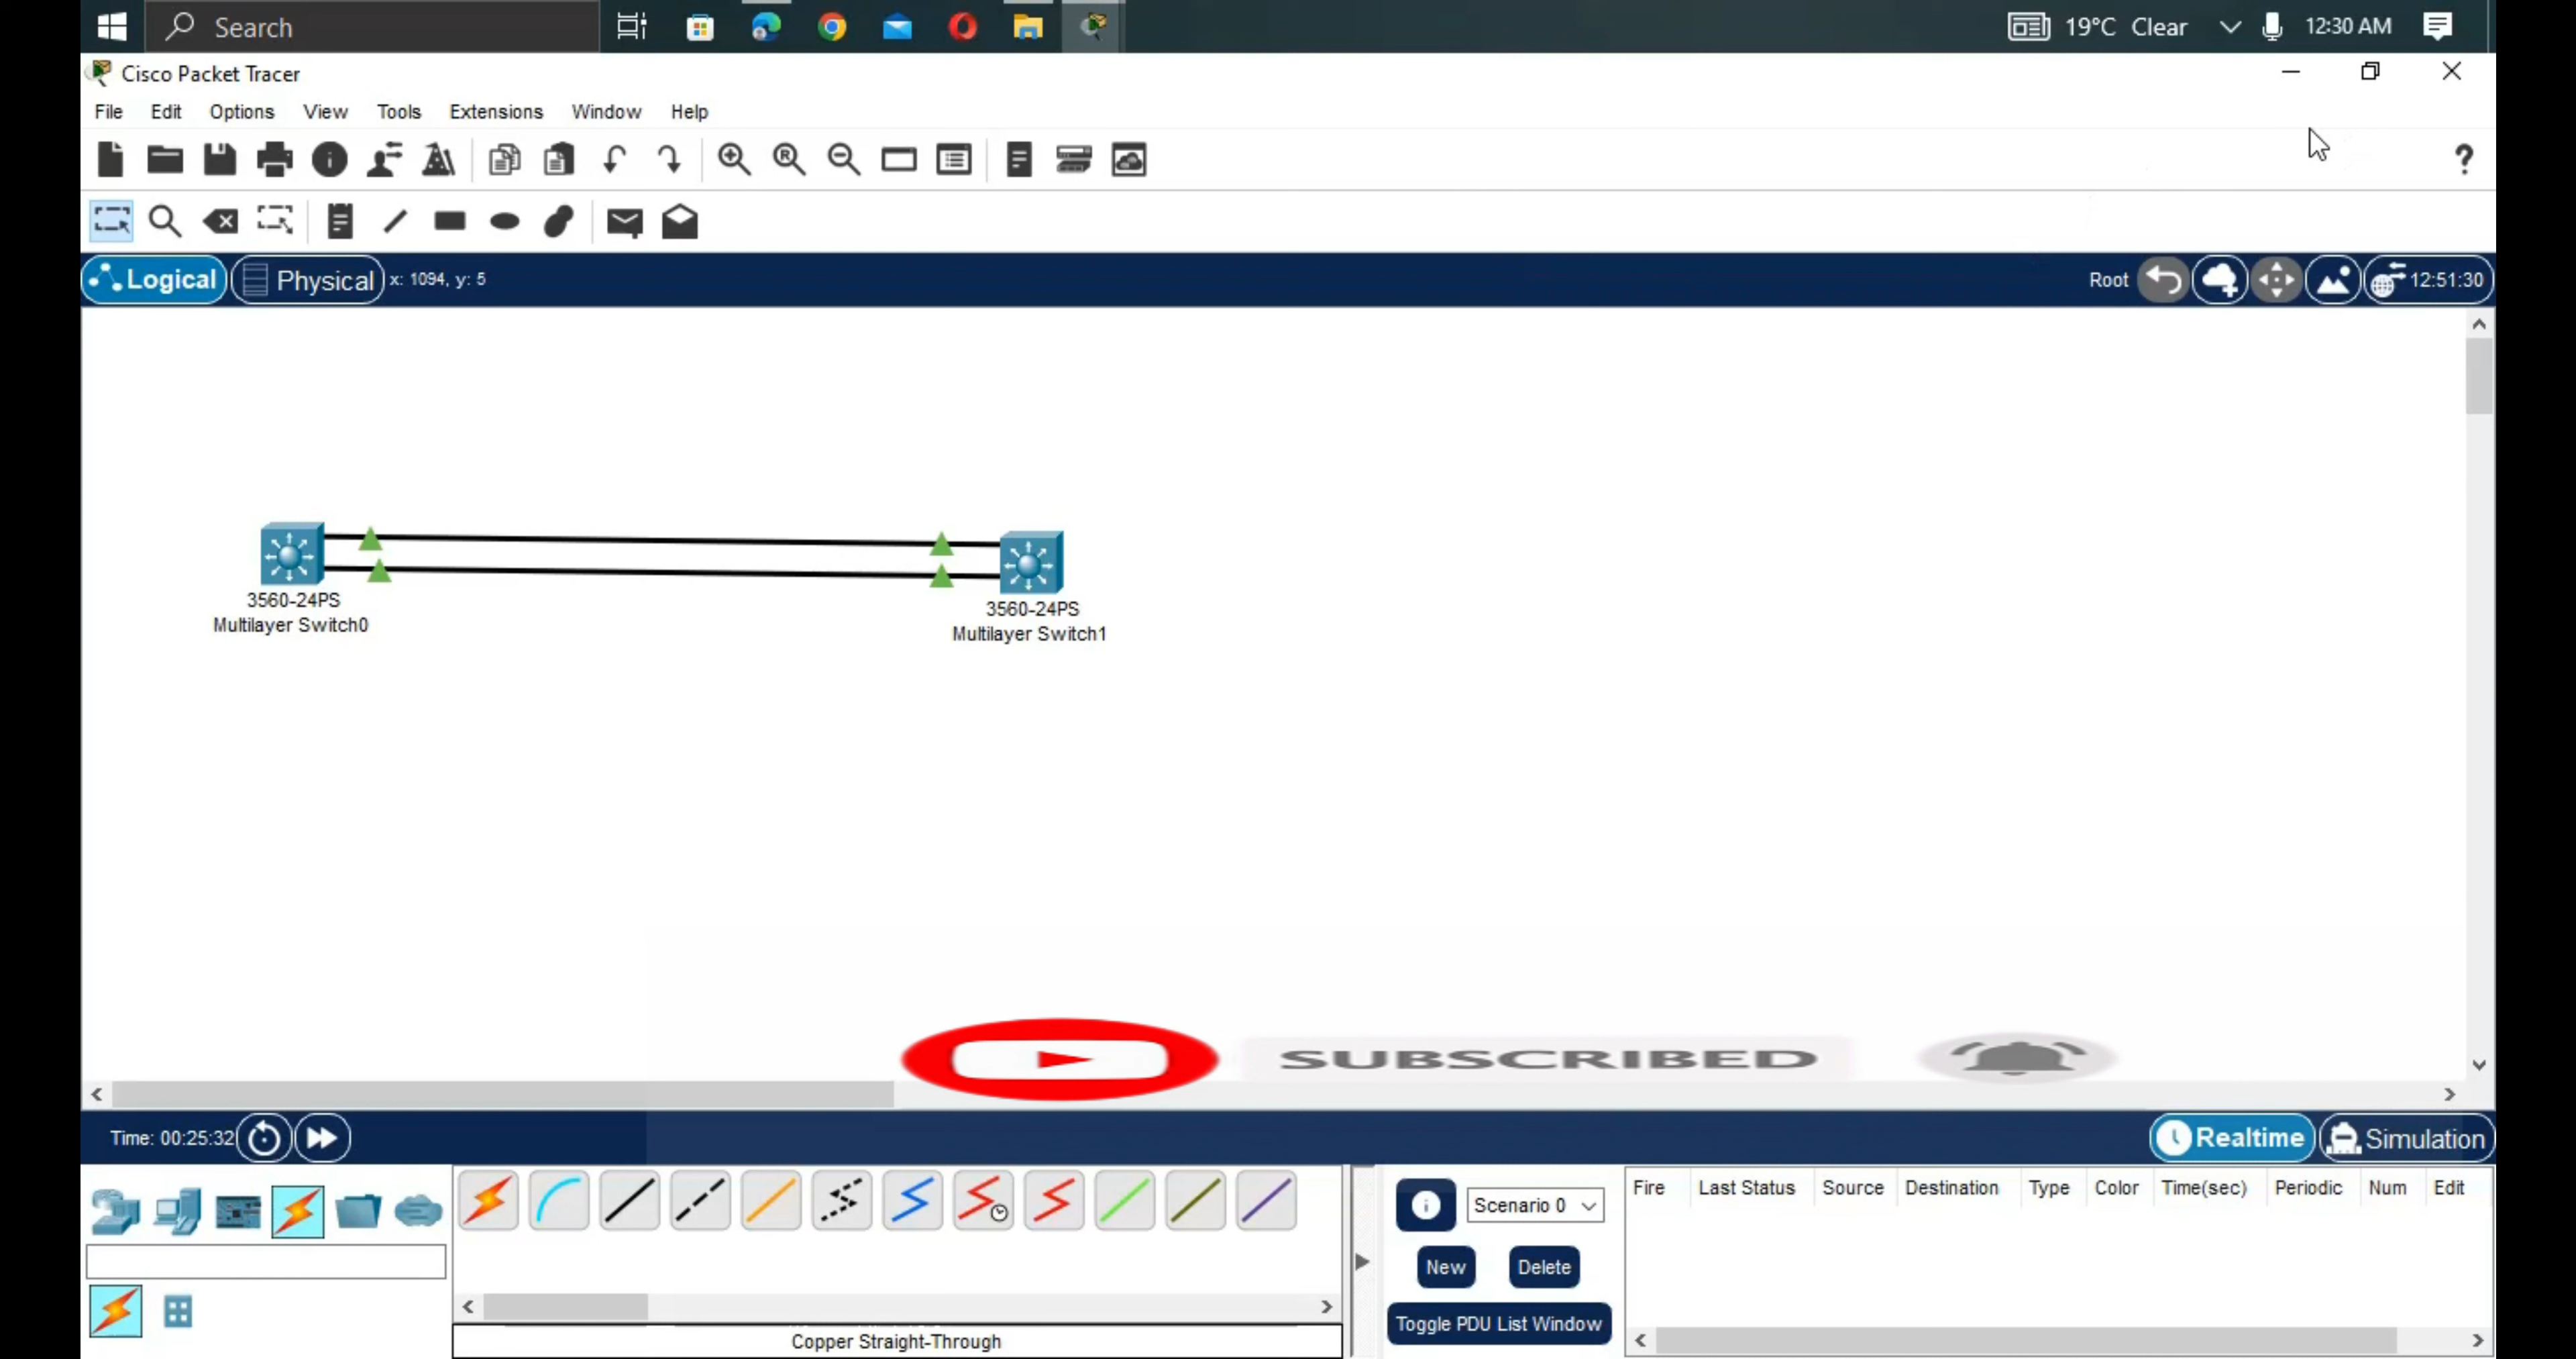 Search
19°C Clear
12:30 AM
Cisco Packet Tracer
File Edit Options View Tools Extensions Window Help
?
Logical
Physical
x: 1094, y: 5
Root
12:51:30
3560-24PS
Multilayer Switch0
3560-24PS
Multilayer Switch1
SUBSCRIBED
Time: 00:25:32
Realtime
Simulation
Scenario 0
New
Delete
Toggle PDU List Window
Fire Last Status Source Destination Type Color Time(sec) Periodic Num Edit
Copper Straight-Through